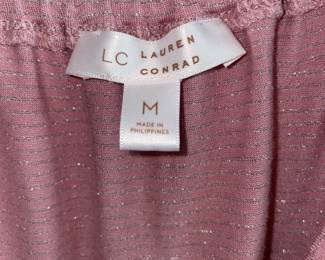 LC LAUREN
CONRAD
M
MADE IN
PHILIPPINES